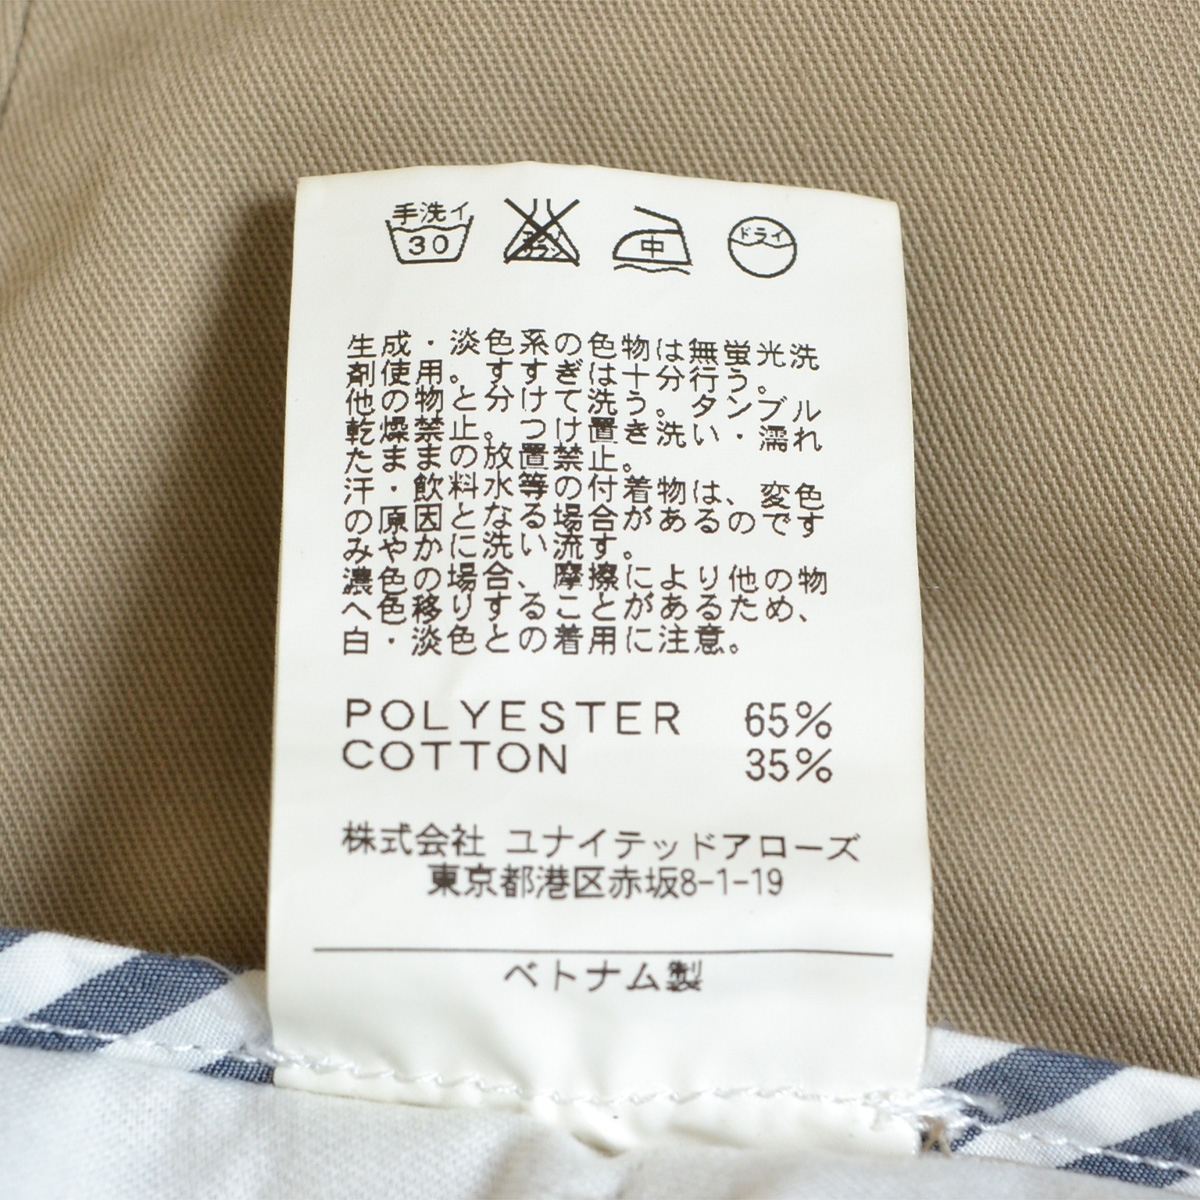 手洗イ 30 エンソ サラシ 中 ドライ
生成・淡色系の色物は無蛍光洗
剤使用。すすぎは十分行う。
他の物と分けて洗う。タンブル
乾燥禁止。つけ置き洗い・濡れ
たままの放置禁止。
汗・飲料水等の付着物は、変色
の原因となる場合があるのです
みやかに洗い流す。
濃色の場合、摩擦により他の物
へ色移りすることがあるため、
白・淡色との着用に注意。
POLYESTER 65%
COTTON 35%
株式会社 ユナイテッドアローズ
東京都港区赤坂8-1-19
ベトナム製